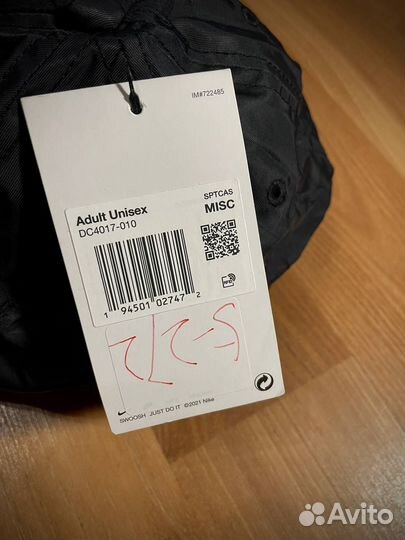 IM#722485
SPTCAS
Adult Unisex MISC
DC4017-010
1 94501 02747 2
RFID
SWOOSH JUST DO IT ©2021 Nike
Avito